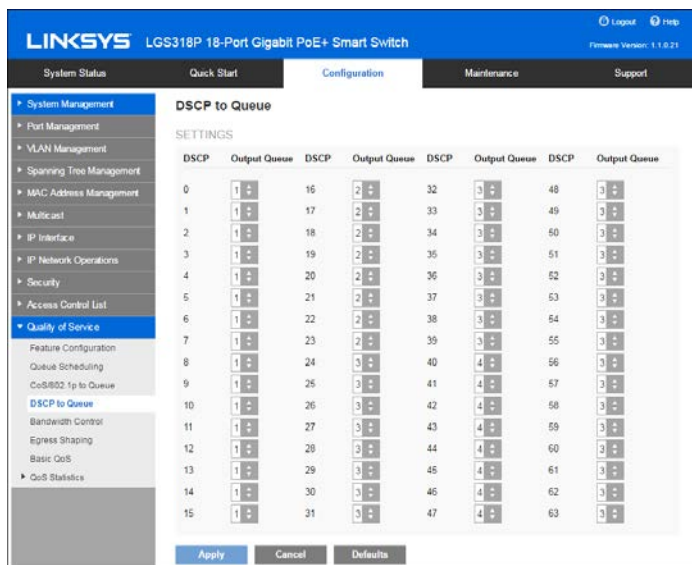 Logout Help
LINKSYS LGS318P 18-Port Gigabit PoE+ Smart Switch
Firmware Version: 1.1.0.21
System Status Quick Start Configuration Maintenance Support
System Management
Port Management
VLAN Management
Spanning Tree Management
MAC Address Management
Multicast
IP Interface
IP Network Operations
Security
Access Control List
Quality of Service
Feature Configuration
Queue Scheduling
CoS/802.1p to Queue
DSCP to Queue
Bandwidth Control
Egress Shaping
Basic QoS
QoS Statistics
DSCP to Queue
SETTINGS
DSCP Output Queue DSCP Output Queue DSCP Output Queue DSCP Output Queue
0 1 16 2 32 3 48 3
1 1 17 2 33 3 49 3
2 1 18 2 34 3 50 3
3 1 19 2 35 3 51 3
4 1 20 2 36 3 52 3
5 1 21 2 37 3 53 3
6 1 22 2 38 3 54 3
7 1 23 2 39 3 55 3
8 1 24 3 40 4 56 3
9 1 25 3 41 4 57 3
10 1 26 3 42 4 58 3
11 1 27 3 43 4 59 3
12 1 28 3 44 4 60 3
13 1 29 3 45 4 61 3
14 1 30 3 46 4 62 3
15 1 31 3 47 4 63 3
Apply Cancel Defaults